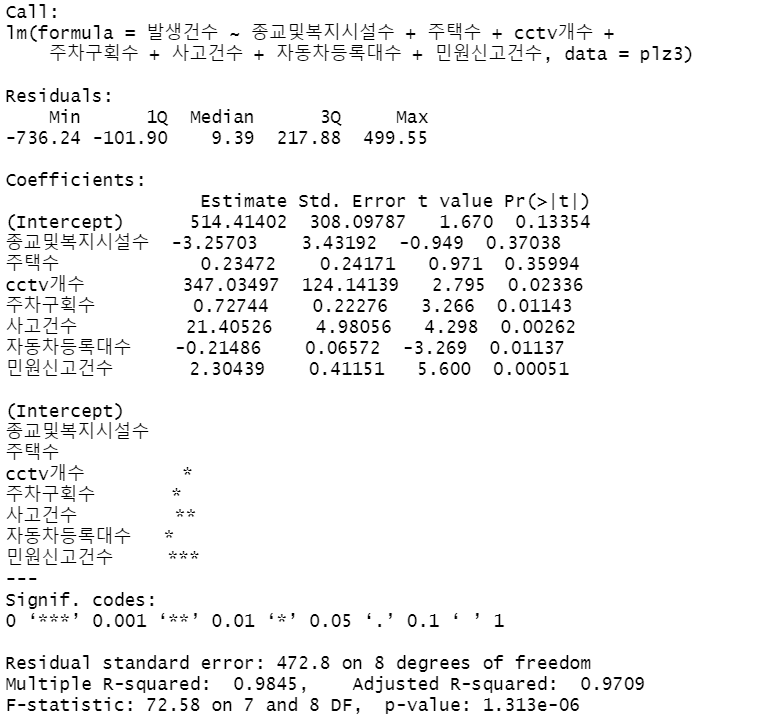 Call:
lm(formula = 발생건수 ~ 종교및복지시설수 + 주택수 + cctv개수 +
주차구획수 + 사고건수 + 자동차등록대수 + 민원신고건수, data = plz3)
Residuals:
Min 1Q Median 3Q Max
-736.24 -101.90 9.39 217.88 499.55
Coefficients:
Estimate Std. Error t value Pr(>|t|)
(Intercept) 514.41402 308.09787 1.670 0.13354
종교및복지시설수 -3.25703 3.43192 -0.949 0.37038
주택수 0.23472 0.24171 0.971 0.35994
cctv개수 347.03497 124.14139 2.795 0.02336
주차구획수 0.72744 0.22276 3.266 0.01143
사고건수 21.40526 4.98056 4.298 0.00262
자동차등록대수 -0.21486 0.06572 -3.269 0.01137
민원신고건수 2.30439 0.41151 5.600 0.00051
(Intercept)
종교및복지시설수
주택수
cctv개수 *
주차구획수 *
사고건수 **
자동차등록대수 *
민원신고건수 ***
---
Signif. codes:
0 ‘***’ 0.001 ‘**’ 0.01 ‘*’ 0.05 ‘.’ 0.1 ‘ ’ 1
Residual standard error: 472.8 on 8 degrees of freedom
Multiple R-squared: 0.9845, Adjusted R-squared: 0.9709
F-statistic: 72.58 on 7 and 8 DF, p-value: 1.313e-06